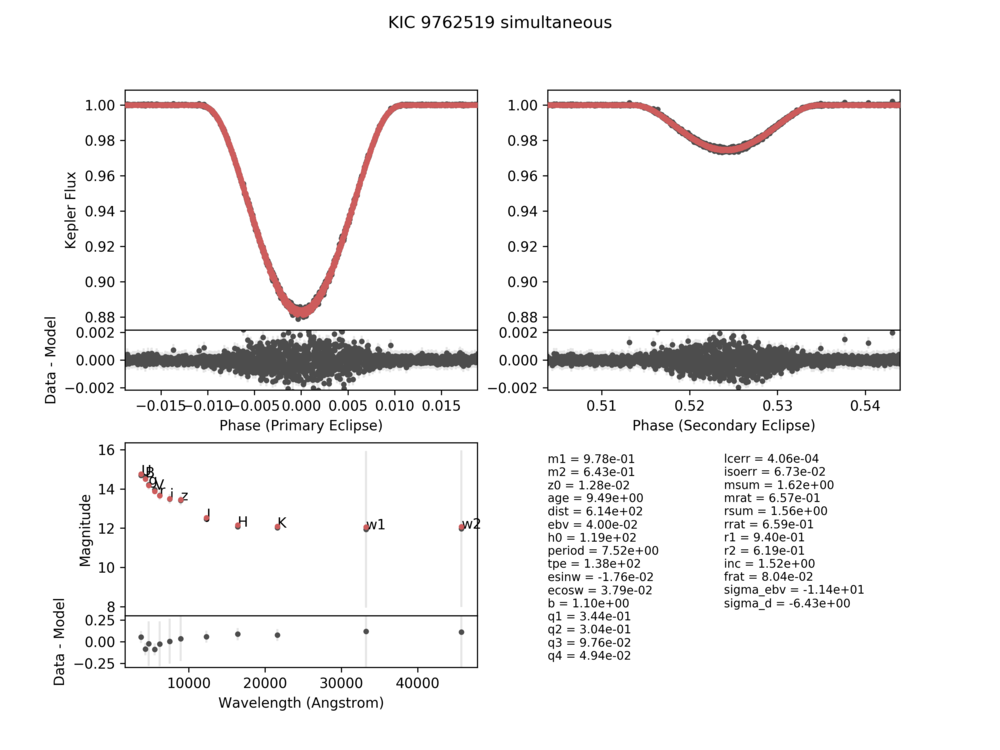 KIC 9762519 simultaneous
1.00
0.98
0.96
0.94
0.92
0.90
0.88
Kepler Flux
0.002
0.000
−0.002
Data - Model
−0.015 −0.010 −0.005 0.000 0.005 0.010 0.015
Phase (Primary Eclipse)
1.00
0.98
0.96
0.94
0.92
0.90
0.88
0.002
0.000
−0.002
0.51 0.52 0.53 0.54
Phase (Secondary Eclipse)
16
14
12
10
8
Magnitude
B
g
V
i
z
J
H
K
w1
w2
0.25
0.00
−0.25
Data - Model
10000 20000 30000 40000
Wavelength (Angstrom)
m1 = 9.78e-01
m2 = 6.43e-01
z0 = 1.28e-02
age = 9.49e+00
dist = 6.14e+02
ebv = 4.00e-02
h0 = 1.19e+02
period = 7.52e+00
tpe = 1.38e+02
esinw = -1.76e-02
ecosw = 3.79e-02
b = 1.10e+00
q1 = 3.44e-01
q2 = 3.04e-01
q3 = 9.76e-02
q4 = 4.94e-02
lcerr = 4.06e-04
isoerr = 6.73e-02
msum = 1.62e+00
mrat = 6.57e-01
rsum = 1.56e+00
rrat = 6.59e-01
r1 = 9.40e-01
r2 = 6.19e-01
inc = 1.52e+00
frat = 8.04e-02
sigma_ebv = -1.14e+01
sigma_d = -6.43e+00